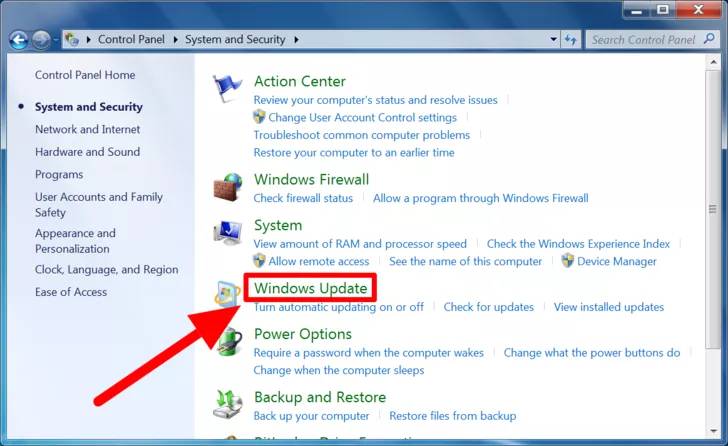 Control Panel
System and Security
Search Control Panel
Control Panel Home
System and Security
Network and Internet
Hardware and Sound
Programs
User Accounts and Family
Safety
Appearance and
Personalization
Clock, Language, and Region
Ease of Access
Action Center
Review your computer's status and resolve issues
Change User Account Control settings
Troubleshoot common computer problems
Restore your computer to an earlier time
Windows Firewall
Check firewall status Allow a program through Windows Firewall
System
View amount of RAM and processor speed Check the Windows Experience Index
Allow remote access See the name of this computer Device Manager
Windows Update
Turn automatic updating on or off Check for updates View installed updates
Power Options
Require a password when the computer wakes Change what the power buttons do
Change when the computer sleeps
Backup and Restore
Back up your computer Restore files from backup